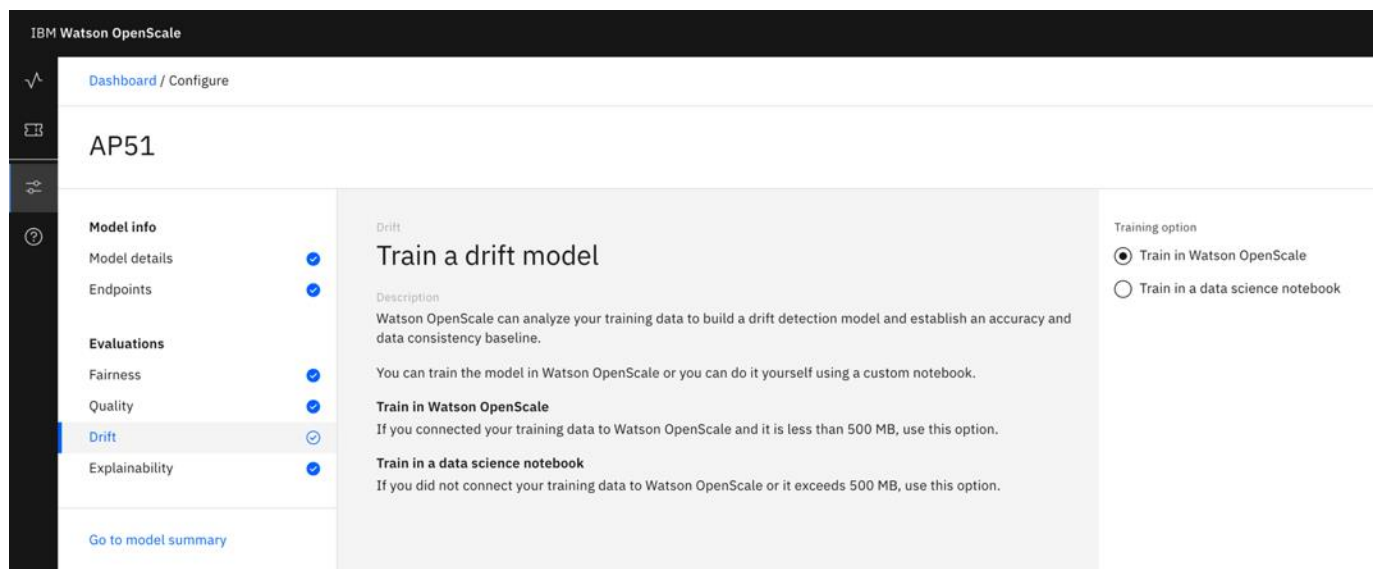 IBM Watson OpenScale
Dashboard / Configure
AP51
Model info
Model details
Endpoints
Evaluations
Fairness
Quality
Drift
Explainability
Go to model summary
Drift
Train a drift model
Description
Watson OpenScale can analyze your training data to build a drift detection model and establish an accuracy and
data consistency baseline.
You can train the model in Watson OpenScale or you can do it yourself using a custom notebook.
Train in Watson OpenScale
If you connected your training data to Watson OpenScale and it is less than 500 MB, use this option.
Train in a data science notebook
If you did not connect your training data to Watson OpenScale or it exceeds 500 MB, use this option.
Training option
Train in Watson OpenScale
Train in a data science notebook